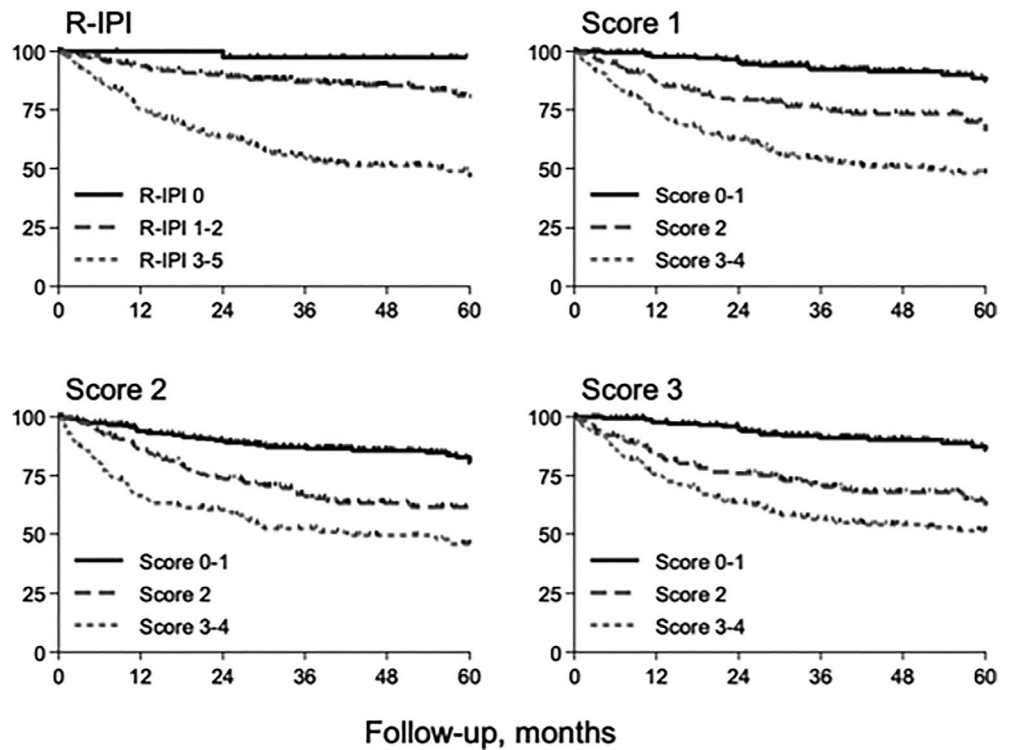 R-IPI
100
75
50
25
0
R-IPI 0
R-IPI 1-2
R-IPI 3-5
0 12 24 36 48 60
Score 1
100
75
50
25
0
Score 0-1
Score 2
Score 3-4
0 12 24 36 48 60
Score 2
100
75
50
25
0
Score 0-1
Score 2
Score 3-4
0 12 24 36 48 60
Score 3
100
75
50
25
0
Score 0-1
Score 2
Score 3-4
0 12 24 36 48 60
Follow-up, months